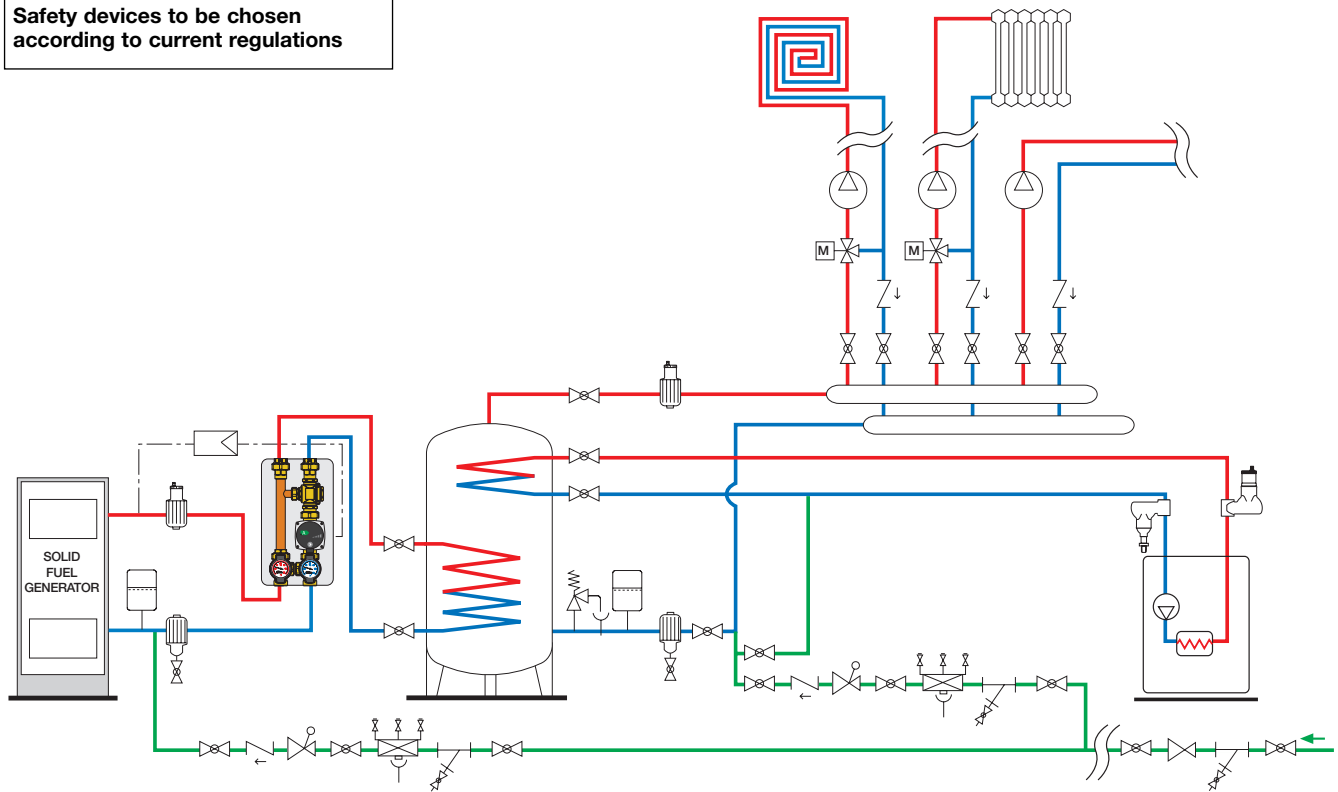 Safety devices to be chosen
according to current regulations
M
M
SOLID
FUEL
GENERATOR